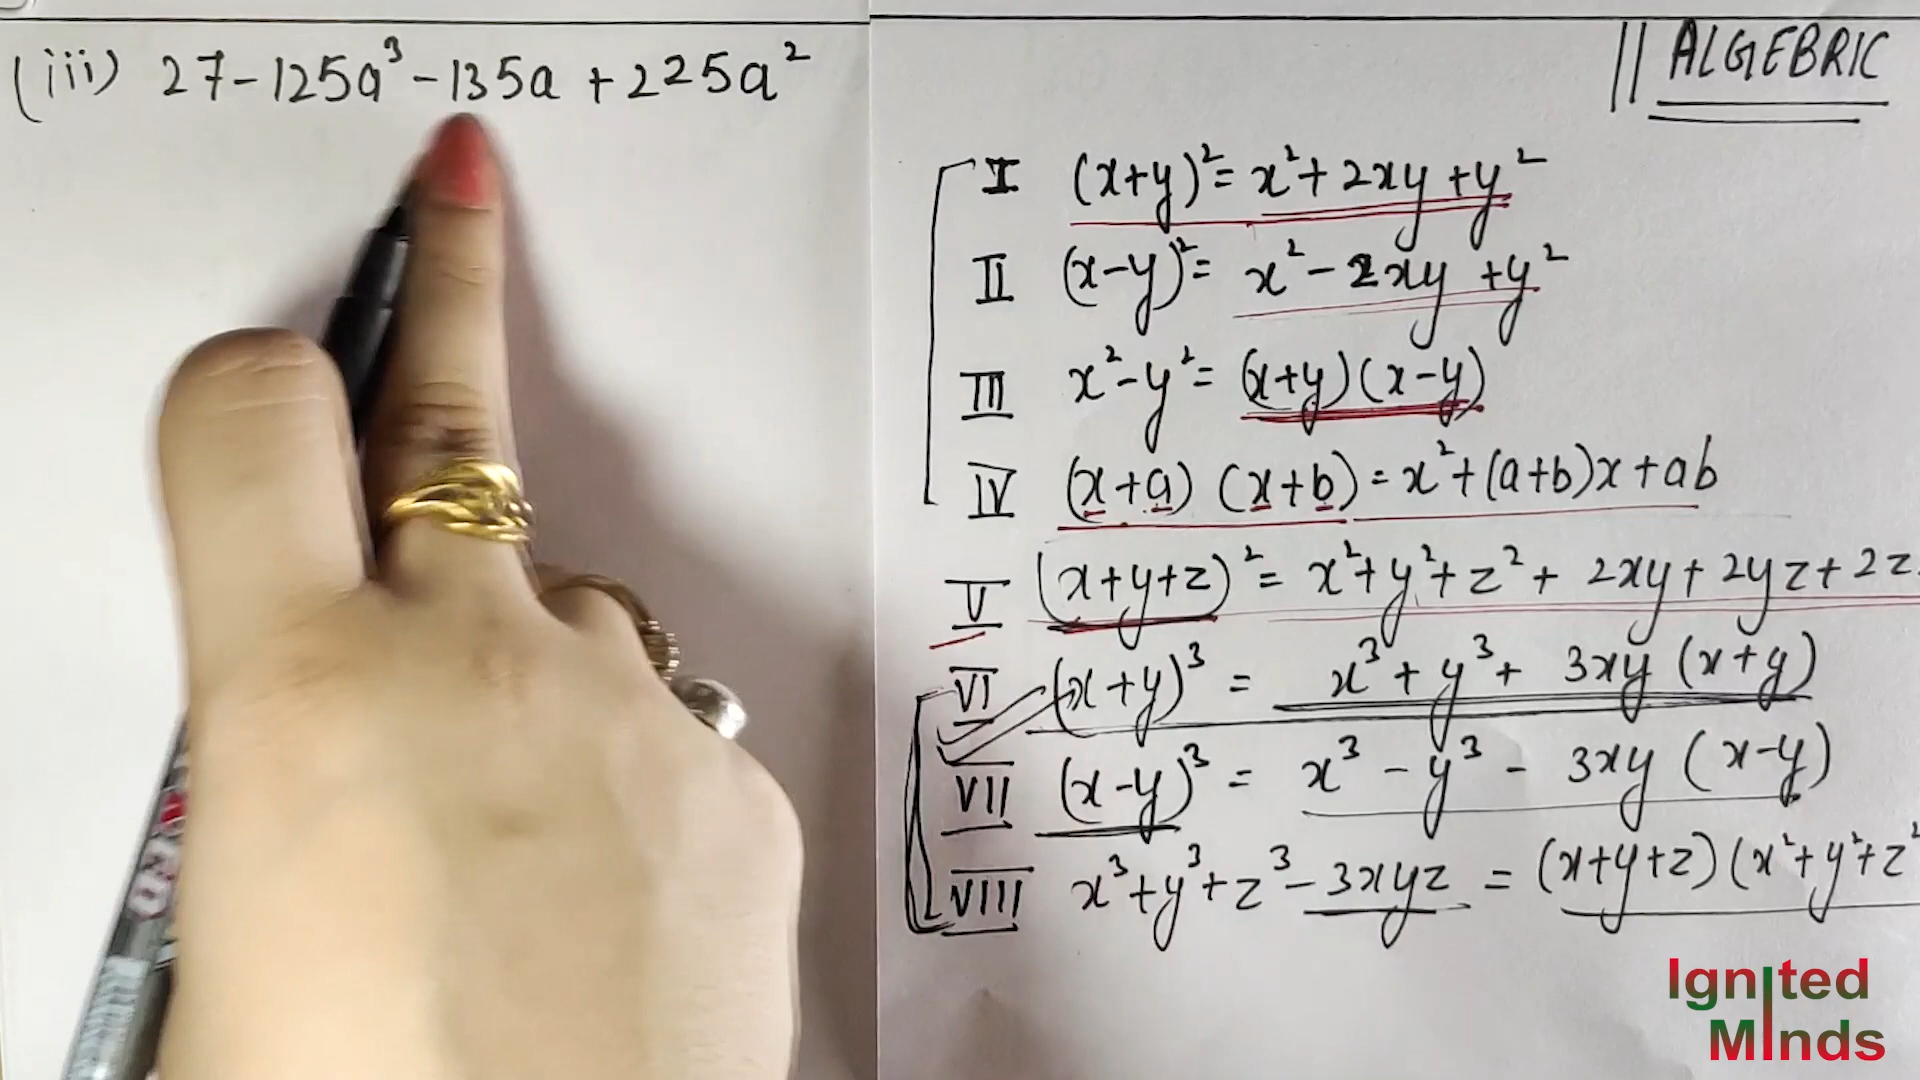 (iii) 27-125a³-135a+225a²
|| ALGEBRIC
I (x+y)² = x²+2xy+y²
II (x-y)² = x²-2xy+y²
III x²-y² = (x+y)(x-y)
IV (x+a) (x+b) = x²+(a+b)x+ab
V (x+y+z)² = x²+y²+z²+ 2xy+2yz+2z
VI (x+y)³ = x³+y³+ 3xy (x+y)
VII (x-y)³ = x³-y³- 3xy (x-y)
VIII x³+y³+z³-3xyz = (x+y+z)(x²+y²+z²
Ignited
Minds